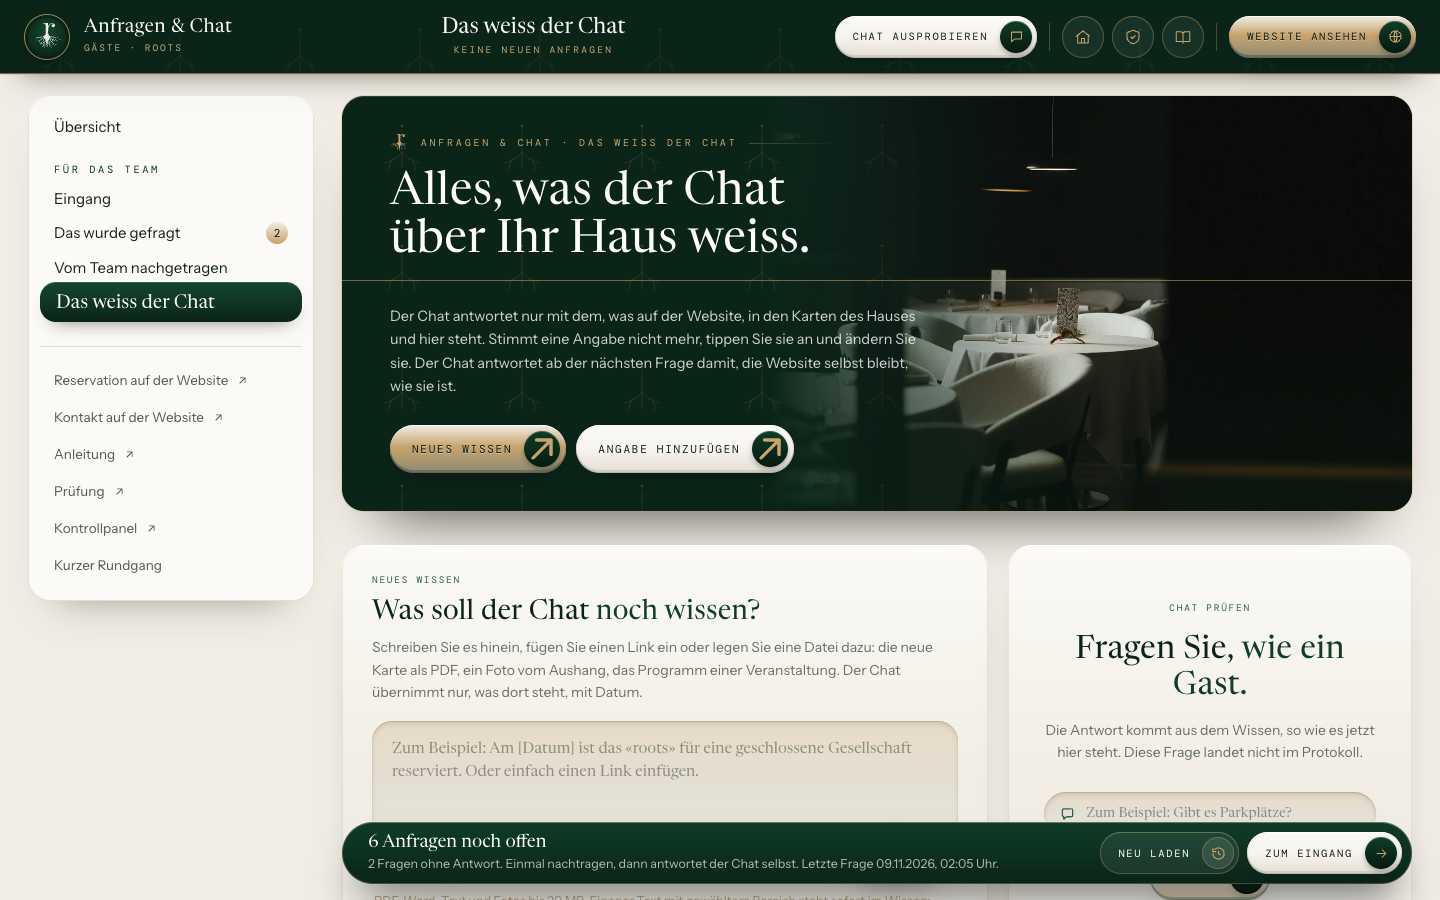 Anfragen & Chat
GÄSTE · ROOTS
Das weiss der Chat
KEINE NEUEN ANFRAGEN
CHAT AUSPROBIEREN
WEBSITE ANSEHEN
Übersicht
FÜR DAS TEAM
Eingang
Das wurde gefragt
2
Vom Team nachgetragen
Das weiss der Chat
Reservation auf der Website
Kontakt auf der Website
Anleitung
Prüfung
Kontrollpanel
Kurzer Rundgang
ANFRAGEN & CHAT · DAS WEISS DER CHAT
Alles, was der Chat
über Ihr Haus weiss.
Der Chat antwortet nur mit dem, was auf der Website, in den Karten des Hauses
und hier steht. Stimmt eine Angabe nicht mehr, tippen Sie sie an und ändern Sie
sie. Der Chat antwortet ab der nächsten Frage damit, die Website selbst bleibt,
wie sie ist.
NEUES WISSEN
ANGABE HINZUFÜGEN
NEUES WISSEN
Was soll der Chat noch wissen?
Schreiben Sie es hinein, fügen Sie einen Link ein oder legen Sie eine Datei dazu: die neue
Karte als PDF, ein Foto vom Aushang, das Programm einer Veranstaltung. Der Chat
übernimmt nur, was dort steht, mit Datum.
Zum Beispiel: Am [Datum] ist das «roots» für eine geschlossene Gesellschaft
reserviert. Oder einfach einen Link einfügen.
CHAT PRÜFEN
Fragen Sie, wie ein
Gast.
Die Antwort kommt aus dem Wissen, so wie es jetzt
hier steht. Diese Frage landet nicht im Protokoll.
Zum Beispiel: Gibt es Parkplätze?
6 Anfragen noch offen
2 Fragen ohne Antwort. Einmal nachtragen, dann antwortet der Chat selbst. Letzte Frage 09.11.2026, 02:05 Uhr.
NEU LADEN
ZUM EINGANG